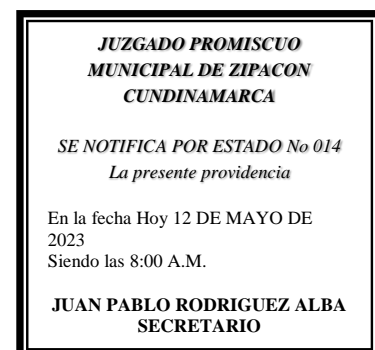 JUZGADO PROMISCUO
MUNICIPAL DE ZIPACON
CUNDINAMARCA
SE NOTIFICA POR ESTADO No 014
La presente providencia
En la fecha Hoy 12 DE MAYO DE
2023
Siendo las 8:00 A.M.
JUAN PABLO RODRIGUEZ ALBA
SECRETARIO